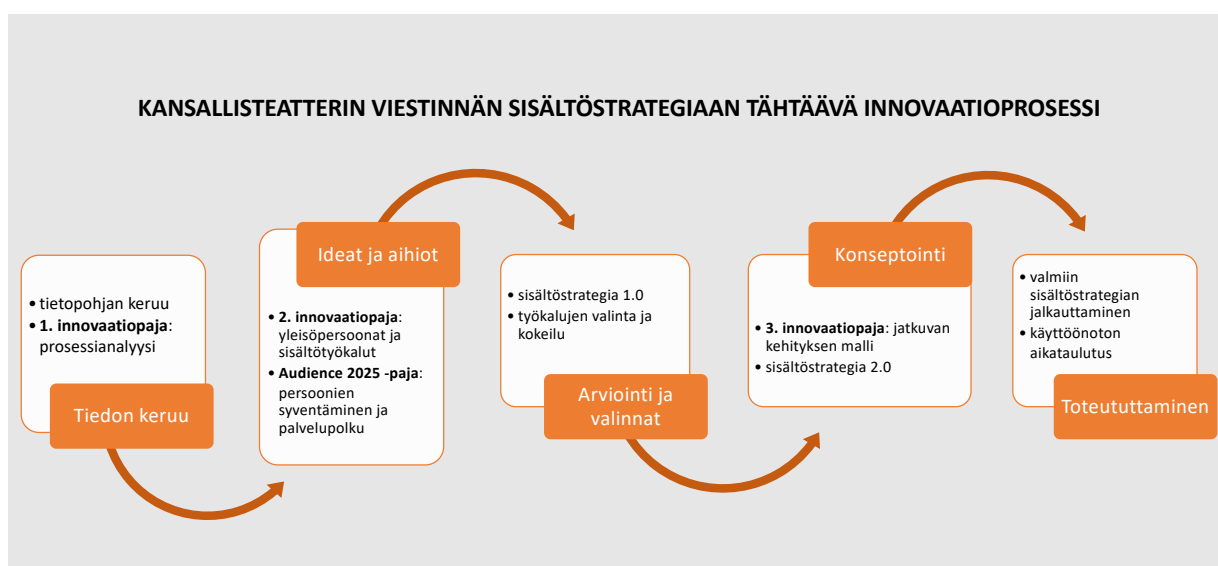 KANSALLISTEATTERIN VIESTINNÄN SISÄLTÖSTRATEGIAAN TÄHTÄÄVÄ INNOVAATIOPROSESSI
• tietopohjan keruu
• 1. innovaatiopaja:
prosessianalyysi
Tiedon keruu
Ideat ja aihiot
• 2. innovaatiopaja:
yleisöpersoonat ja
sisältötyökalut
• Audience 2025 -paja:
persoonien
syventäminen ja
palvelupolku
• sisältöstrategia 1.0
• työkalujen valinta ja
kokeilu
Arviointi ja
valinnat
Konseptointi
• 3. innovaatiopaja: jatkuvan
kehityksen malli
• sisältöstrategia 2.0
• valmiin
sisältöstrategian
jalkauttaminen
• käyttöönoton
aikataulutus
Toteututtaminen